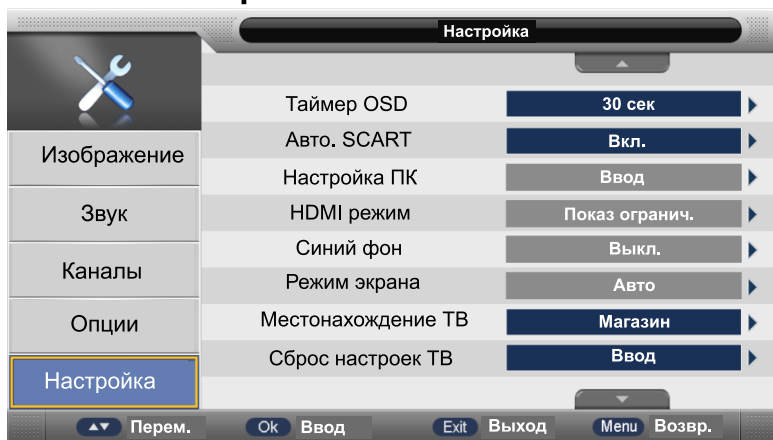 Настройка
Таймер OSD 30 сек
Авто. SCART Вкл.
Настройка ПК Ввод
HDMI режим Показ огранич.
Синий фон Выкл.
Режим экрана Авто
Местонахождение ТВ Магазин
Сброс настроек ТВ Ввод
Изображение
Звук
Каналы
Опции
Настройка
Перем. Ok Ввод Exit Выход Menu Возвр.